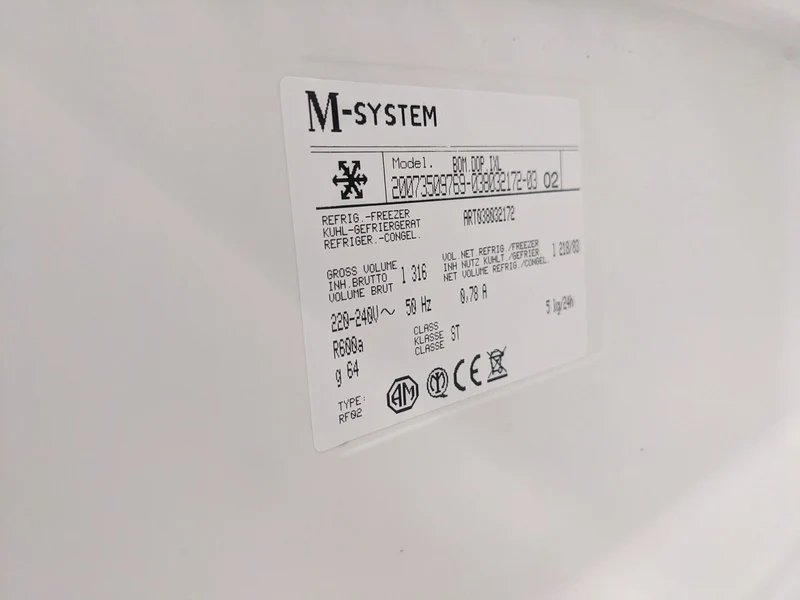 M-SYSTEM
Model. BOM.DOP.IXL
20073509769-038032172-03 02
REFRIG.-FREEZER
KUHL-GEFRIERGERAT
REFRIGER.-CONGEL.
ART038032172
GROSS VOLUME
INH.BRUTTO
VOLUME BRUT
l 316
VOL.NET.REFRIG./FREEZER
INH NUTZ KUHLT./GEFRIER.
NET VOLUME REFRIG./CONGEL.
l 218/83
220-240V~ 50 Hz 0,78 A
5 kg/24h
R600a
g 64
CLASS
KLASSE
CLASSE
ST
TYPE:
RF02
AM
CE